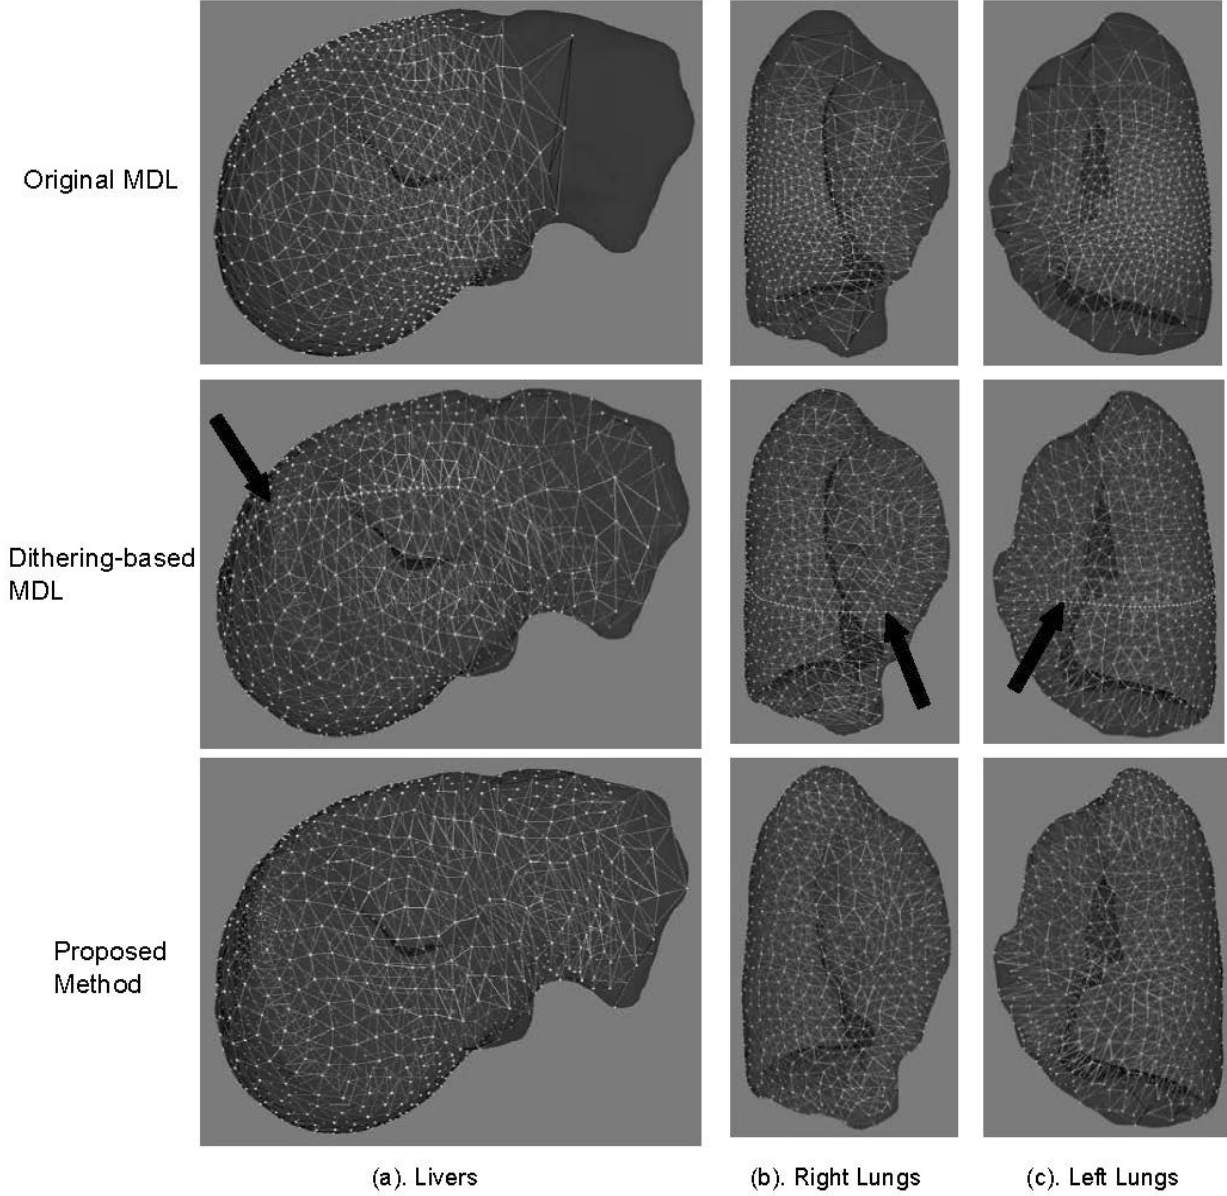 Original MDL
Dithering-based
MDL
Proposed
Method
(a). Livers
(b). Right Lungs
(c). Left Lungs